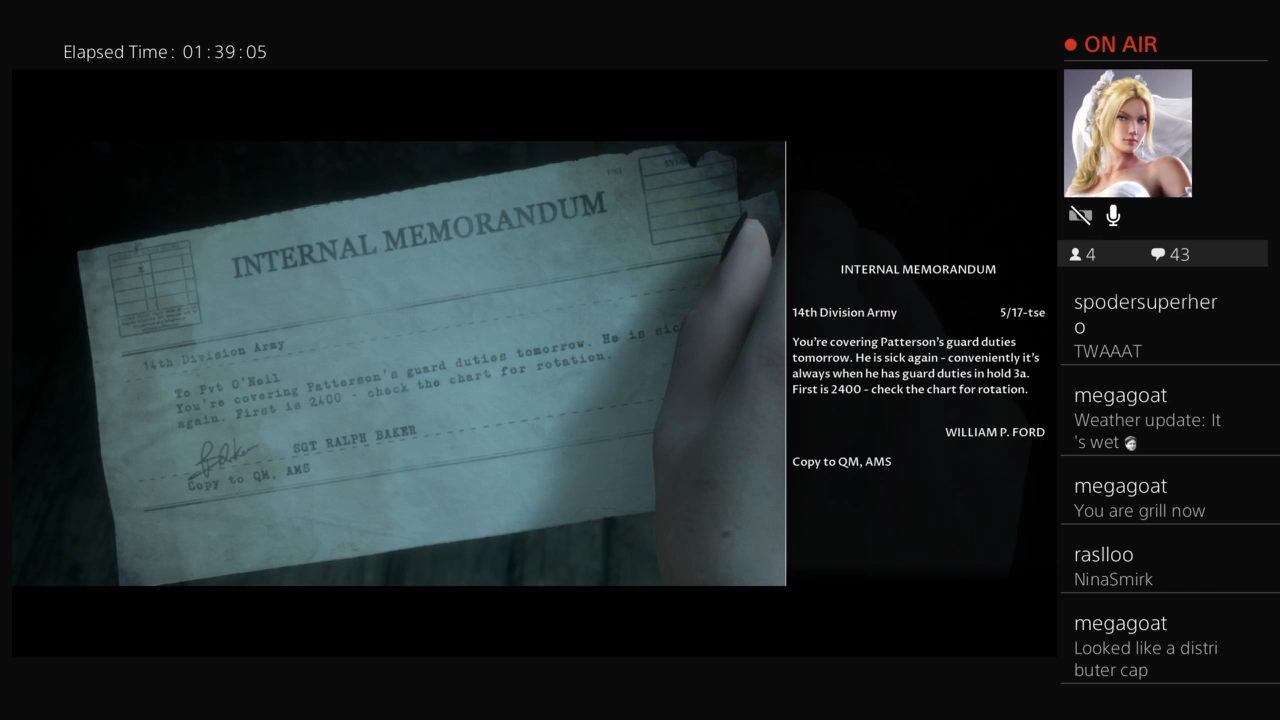 Elapsed Time: 01:39:05
ON AIR
INTERNAL MEMORANDUM
14th Division Army
To Pvt O'Neil
You're covering Patterson's guard duties tomorrow. He is sic
again. First is 2400 - check the chart for rotation.
SGT RALPH BAKER
Copy to QM, AMS
INTERNAL MEMORANDUM
14th Division Army 5/17-tse
You're covering Patterson's guard duties
tomorrow. He is sick again - conveniently it's
always when he has guard duties in hold 3a.
First is 2400 - check the chart for rotation.
WILLIAM P. FORD
Copy to QM, AMS
4 43
spodersuperher
o
TWAAAT
megagoat
Weather update: It
's wet
megagoat
You are grill now
raslloo
NinaSmirk
megagoat
Looked like a distri
buter cap